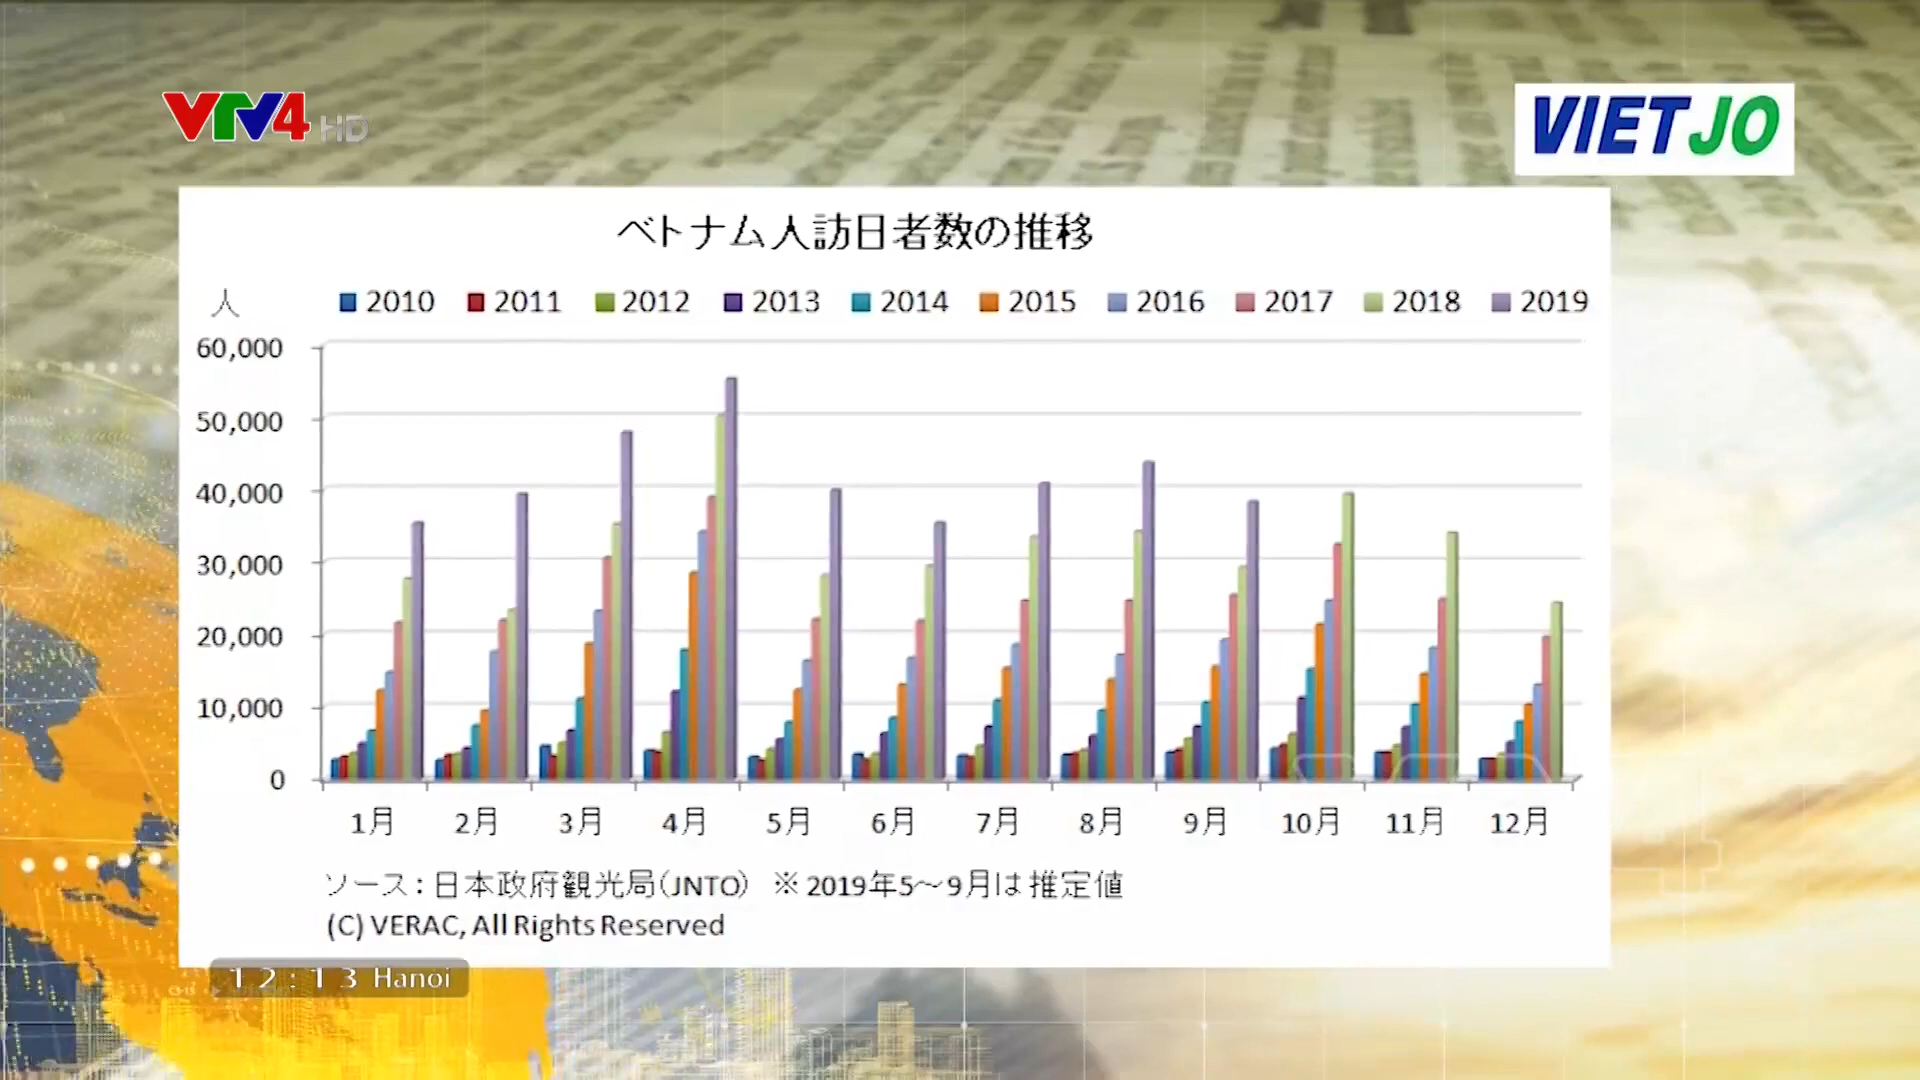 VTV4 HD
VIETJO
ベトナム人訪日者数の推移
人
2010 2011 2012 2013 2014 2015 2016 2017 2018 2019
60,000
50,000
40,000
30,000
20,000
10,000
0
1月 2月 3月 4月 5月 6月 7月 8月 9月 10月 11月 12月
ソース：日本政府観光局（JNTO） ※ 2019年5～9月は推定値
(C) VERAC, All Rights Reserved
12:13 Hanoi